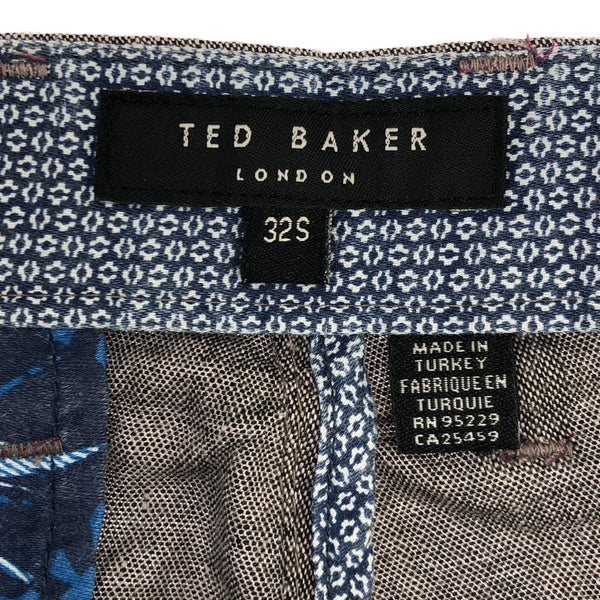 TED BAKER
LONDON
32S
MADE IN
TURKEY
FABRIQUE EN
TURQUIE
RN 95229
CA25459